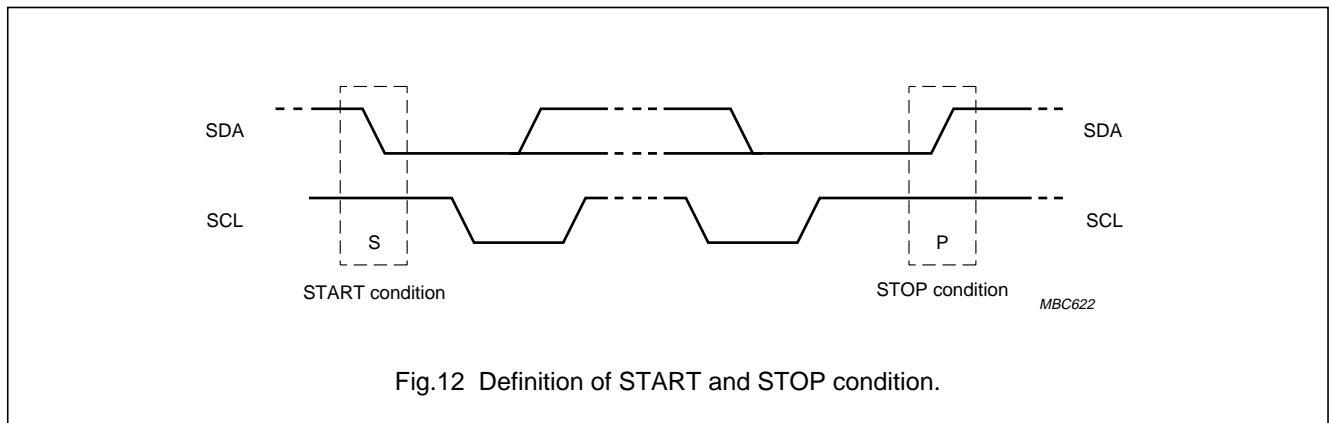 SDA
SDA
SCL
SCL
S
P
START condition
STOP condition
MBC622
Fig.12 Definition of START and STOP condition.